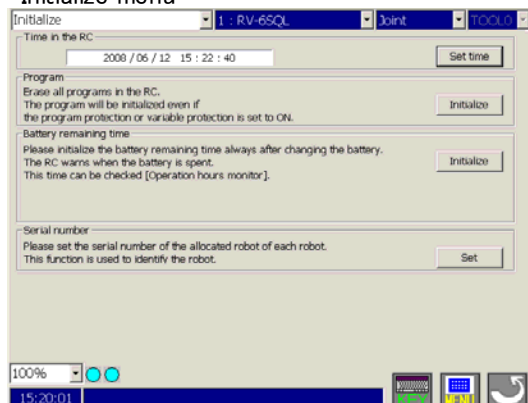 Initialize menu
Initialize 1 : RV-6SQL Joint TOOL0
Time in the RC
2008 / 06 / 12 15 : 22 : 40 Set time
Program
Erase all programs in the RC.
The program will be initialized even if
the program protection or variable protection is set to ON.
Initialize
Battery remaining time
Please initialize the battery remaining time always after changing the battery.
The RC warns when the battery is spent.
This time can be checked [Operation hours monitor].
Initialize
Serial number
Please set the serial number of the allocated robot of each robot.
This function is used to identify the robot.
Set
100%
15:20:01 KEY MENU